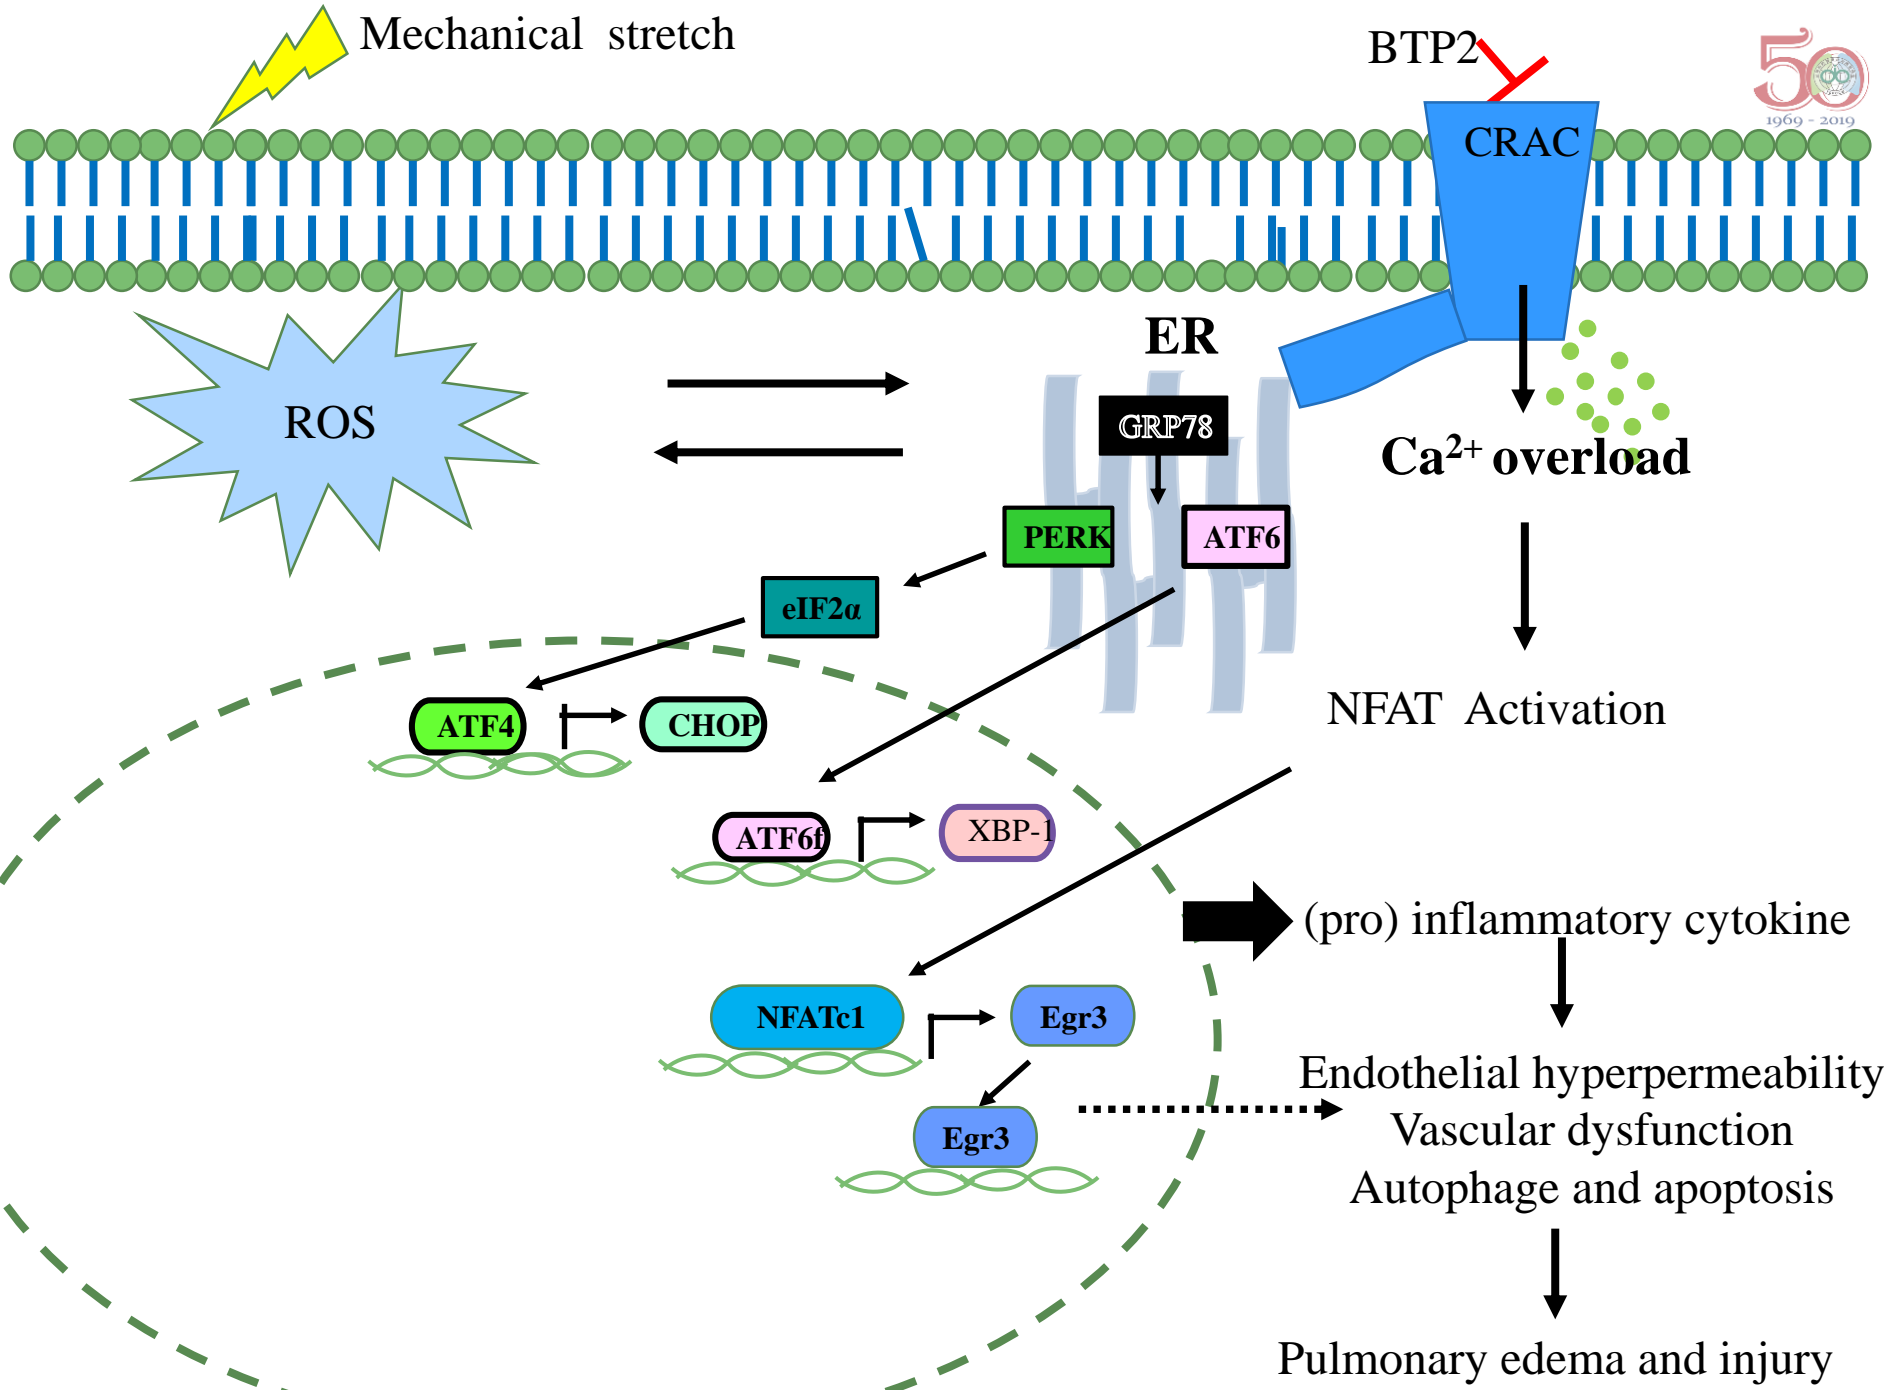 Mechanical stretch
BTP2
50
1969 - 2019
CRAC
ER
ROS
GRP78
Ca²⁺ overload
PERK
ATF6
eIF2α
NFAT Activation
ATF4
CHOP
ATF6f
XBP-1
(pro) inflammatory cytokine
NFATc1
Egr3
Endothelial hyperpermeability
Vascular dysfunction
Egr3
Autophage and apoptosis
Pulmonary edema and injury